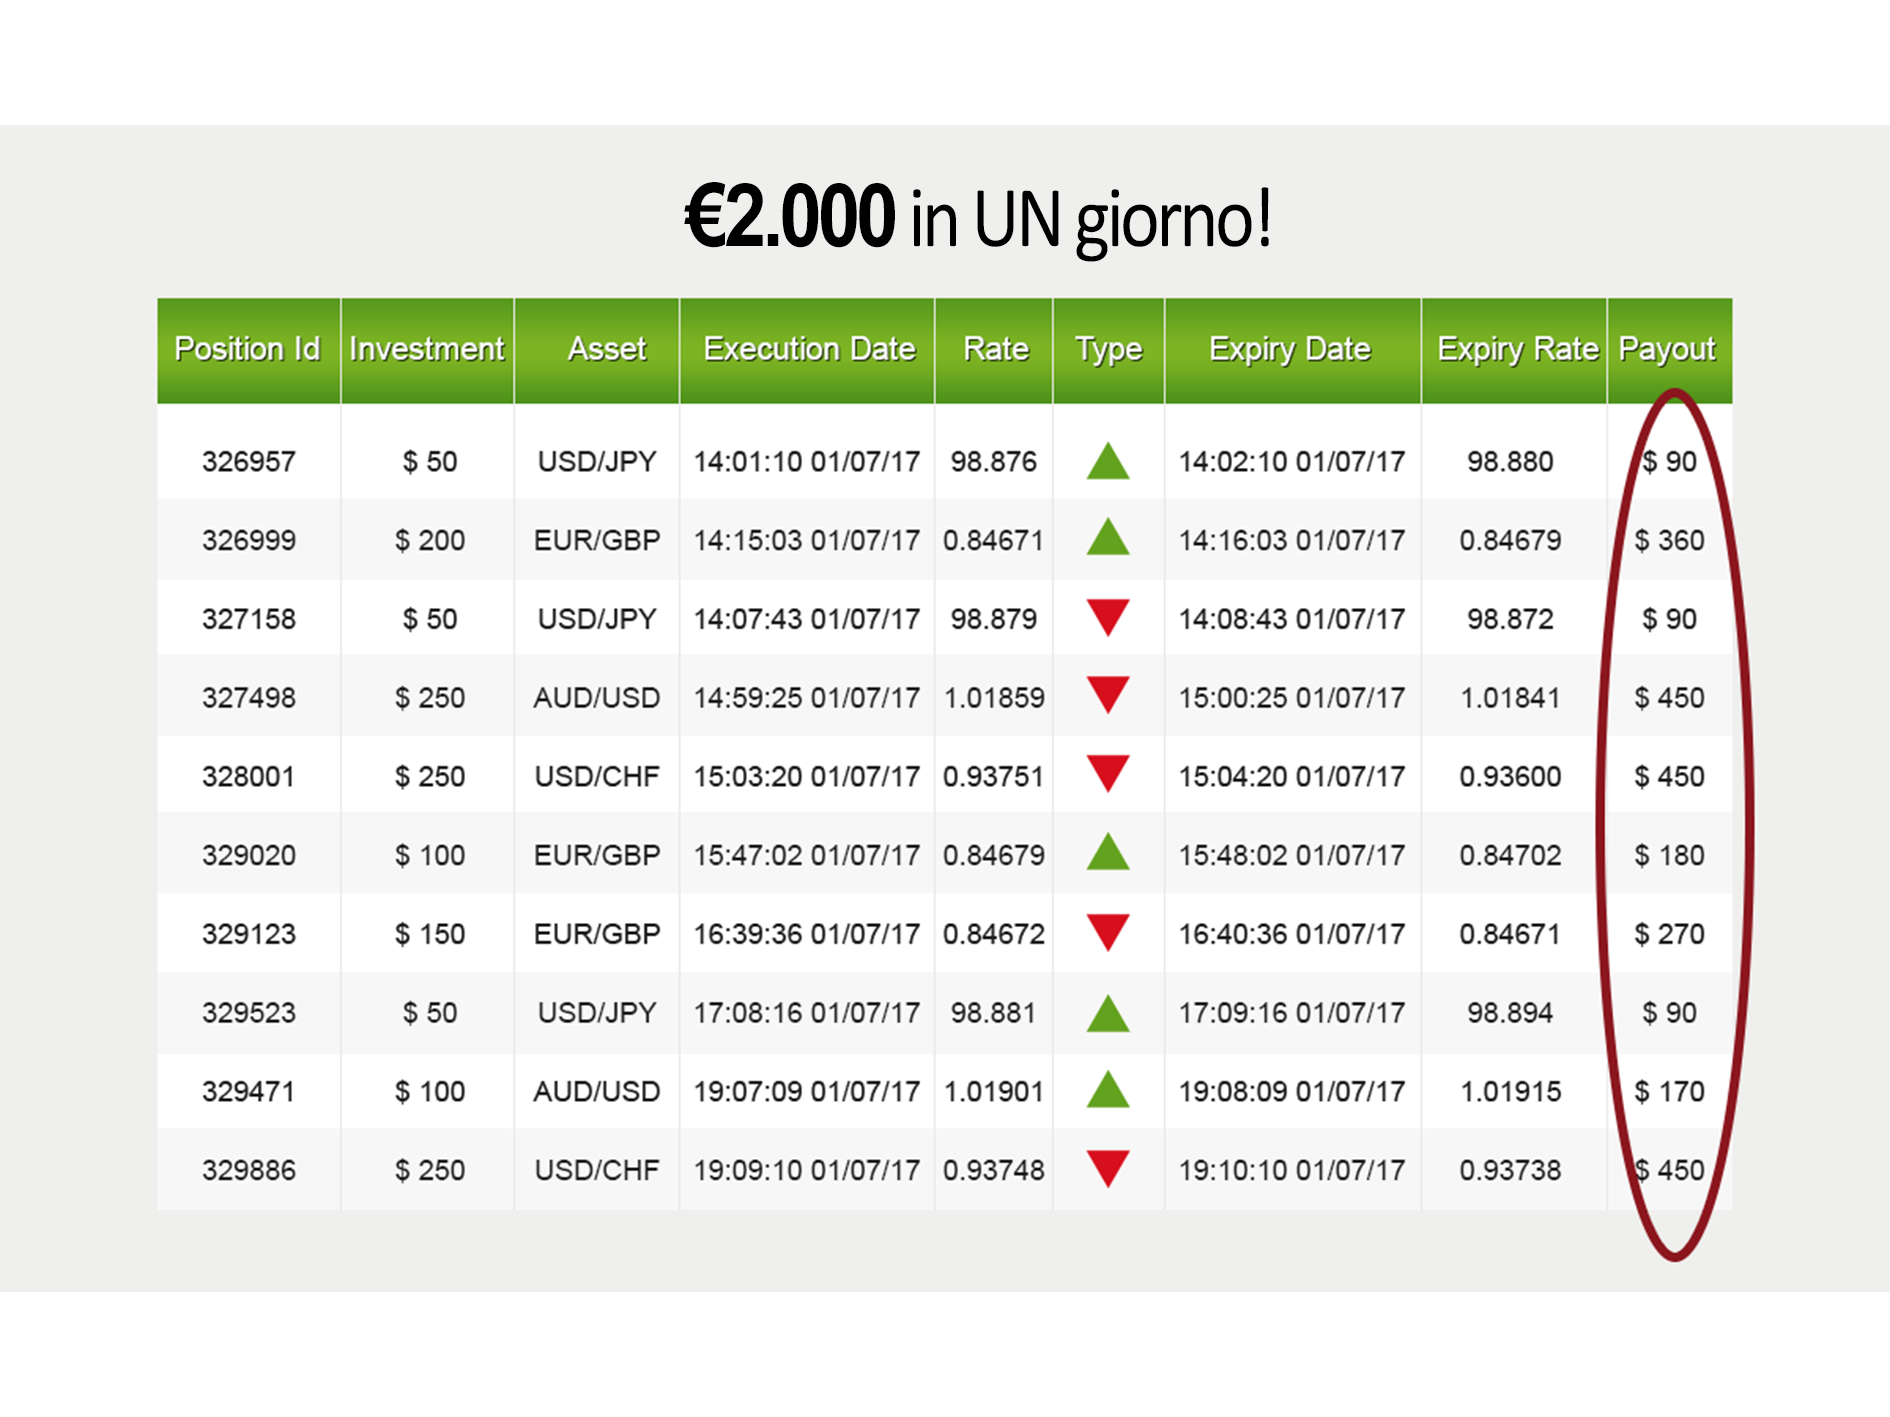 €2.000 in UN giorno!
Position Id Investment Asset Execution Date Rate Type Expiry Date Expiry Rate Payout
326957 $ 50 USD/JPY 14:01:10 01/07/17 98.876 14:02:10 01/07/17 98.880 $ 90
326999 $ 200 EUR/GBP 14:15:03 01/07/17 0.84671 14:16:03 01/07/17 0.84679 $ 360
327158 $ 50 USD/JPY 14:07:43 01/07/17 98.879 14:08:43 01/07/17 98.872 $ 90
327498 $ 250 AUD/USD 14:59:25 01/07/17 1.01859 15:00:25 01/07/17 1.01841 $ 450
328001 $ 250 USD/CHF 15:03:20 01/07/17 0.93751 15:04:20 01/07/17 0.93600 $ 450
329020 $ 100 EUR/GBP 15:47:02 01/07/17 0.84679 15:48:02 01/07/17 0.84702 $ 180
329123 $ 150 EUR/GBP 16:39:36 01/07/17 0.84672 16:40:36 01/07/17 0.84671 $ 270
329523 $ 50 USD/JPY 17:08:16 01/07/17 98.881 17:09:16 01/07/17 98.894 $ 90
329471 $ 100 AUD/USD 19:07:09 01/07/17 1.01901 19:08:09 01/07/17 1.01915 $ 170
329886 $ 250 USD/CHF 19:09:10 01/07/17 0.93748 19:10:10 01/07/17 0.93738 $ 450